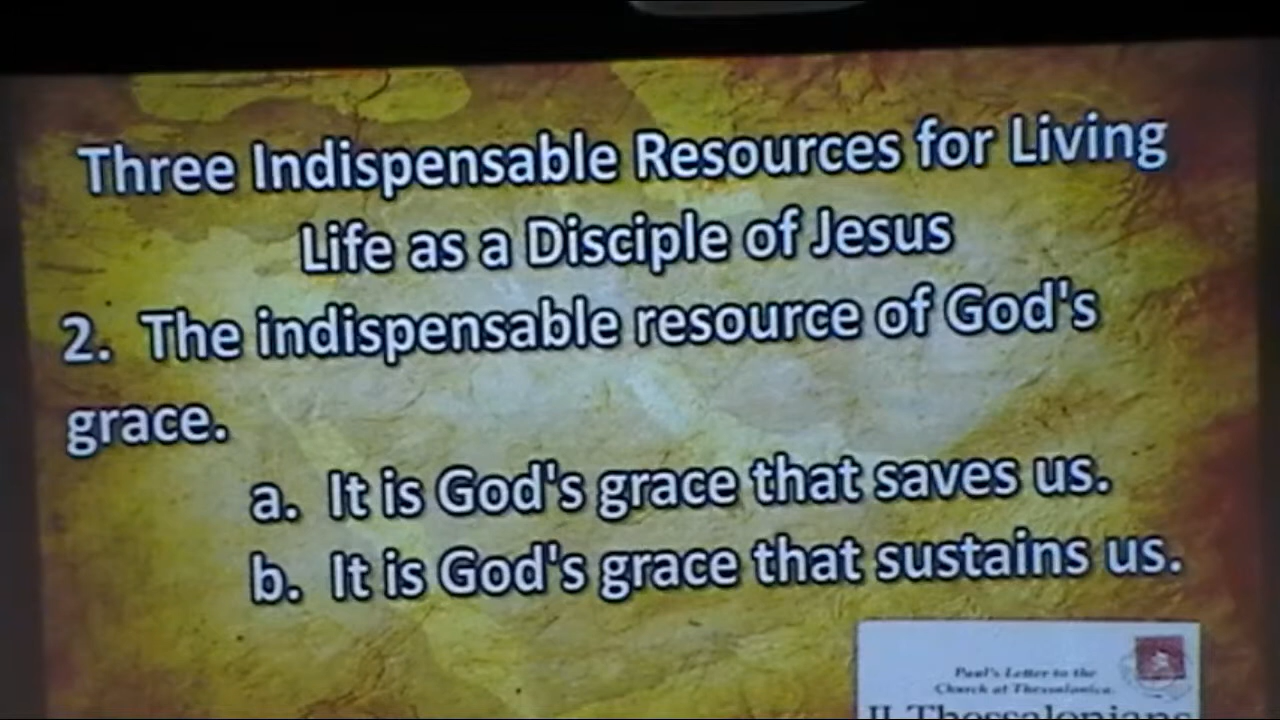 Three Indispensable Resources for Living
Life as a Disciple of Jesus
2. The indispensable resource of God's
grace.
a. It is God's grace that saves us.
b. It is God's grace that sustains us.
Paul's Letter to the
Church at Thessalonica.
II Thessalonians